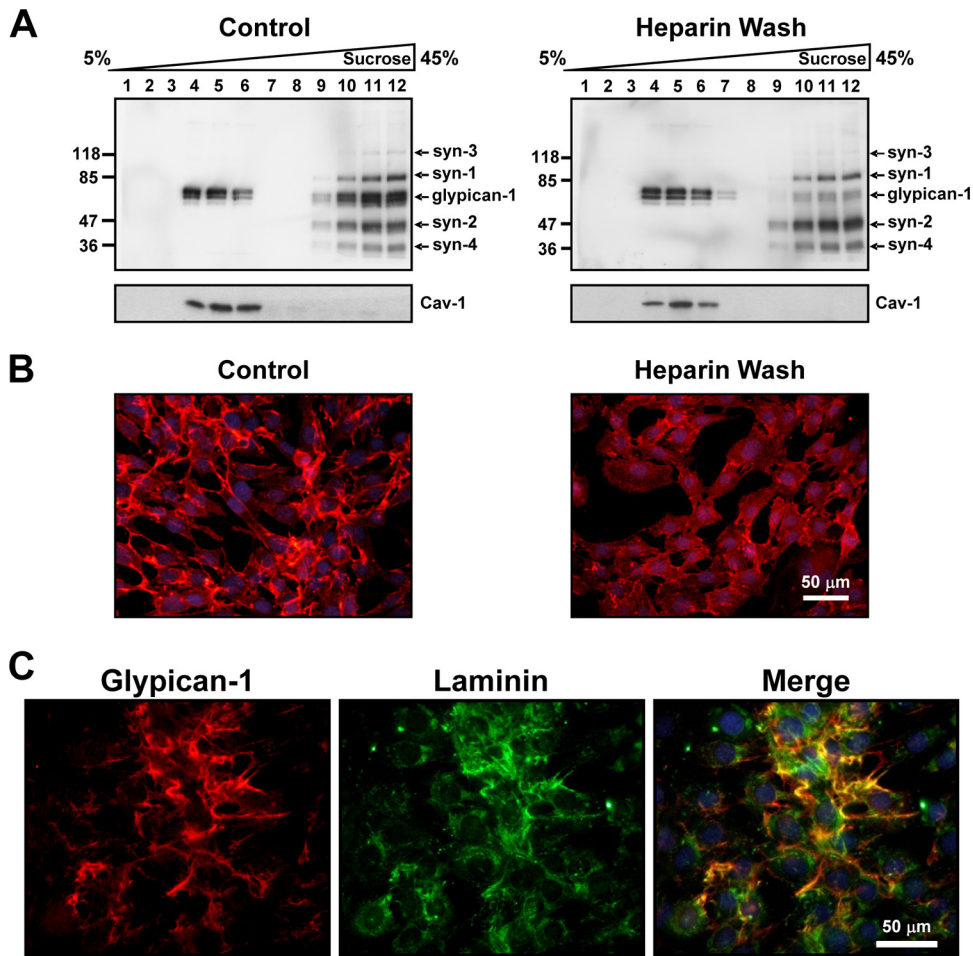 A
Control
Heparin Wash
5% Sucrose 45%
5% Sucrose 45%
1 2 3 4 5 6 7 8 9 10 11 12
1 2 3 4 5 6 7 8 9 10 11 12
118
85
47
36
syn-3
syn-1
glypican-1
syn-2
syn-4
Cav-1
118
85
47
36
syn-3
syn-1
glypican-1
syn-2
syn-4
Cav-1
B
Control
Heparin Wash
50 μm
C
Glypican-1
Laminin
Merge
50 μm